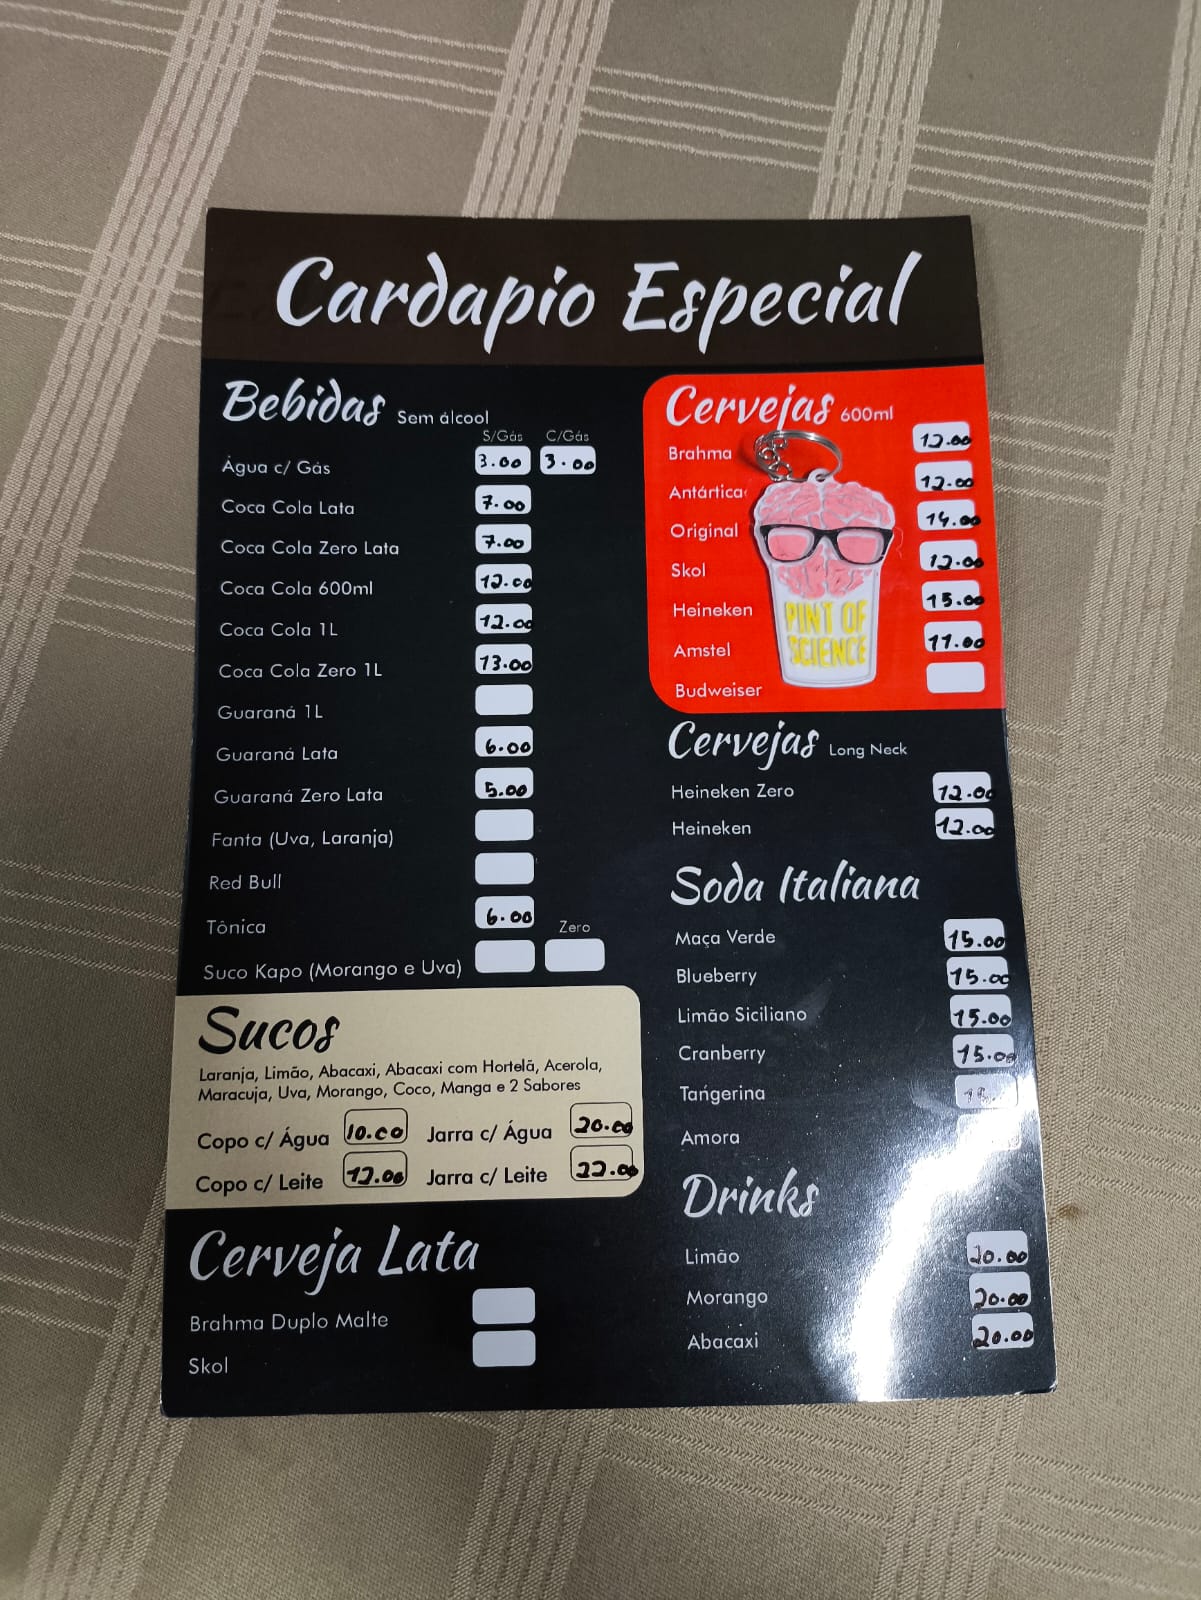 Cardapio Especial
Bebidas Sem álcool
S/Gás C/Gás
Água c/ Gás 3.00 3.00
Coca Cola Lata 7.00
Coca Cola Zero Lata 7.00
Coca Cola 600ml 12.00
Coca Cola 1L 12.00
Coca Cola Zero 1L 13.00
Guaraná 1L
Guaraná Lata 6.00
Guaraná Zero Lata 5.00
Fanta (Uva, Laranja)
Red Bull
Tônica 6.00
Zero
Suco Kapo (Morango e Uva)
Sucos
Laranja, Limão, Abacaxi, Abacaxi com Hortelã, Acerola,
Maracuja, Uva, Morango, Coco, Manga e 2 Sabores
Copo c/ Água 10.00 Jarra c/ Água 20.00
Copo c/ Leite 12.00 Jarra c/ Leite 22.00
Cerveja Lata
Brahma Duplo Malte
Skol
Cervejas 600ml
Brahma 12.00
Antártica 12.00
Original 14.00
Skol 12.00
Heineken 15.00
Amstel 11.00
Budweiser
PINT OF
SCIENCE
Cervejas Long Neck
Heineken Zero 12.00
Heineken 12.00
Soda Italiana
Maça Verde 15.00
Blueberry 15.00
Limão Siciliano 15.00
Cranberry 15.00
Tangerina
Amora
Drinks
Limão 20.00
Morango 20.00
Abacaxi 20.00